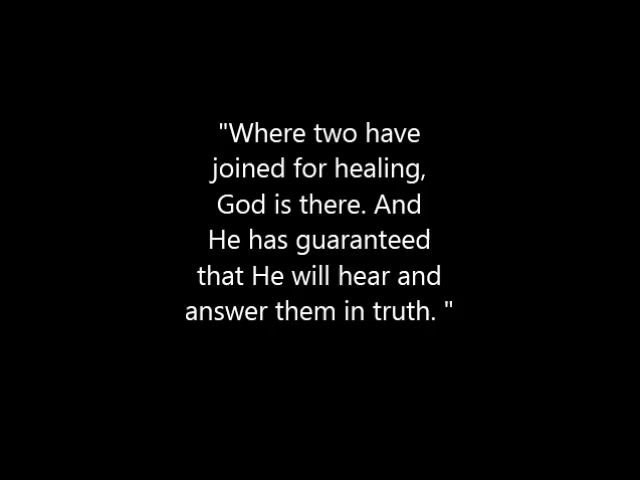 "Where two have
joined for healing,
God is there. And
He has guaranteed
that He will hear and
answer them in truth. "